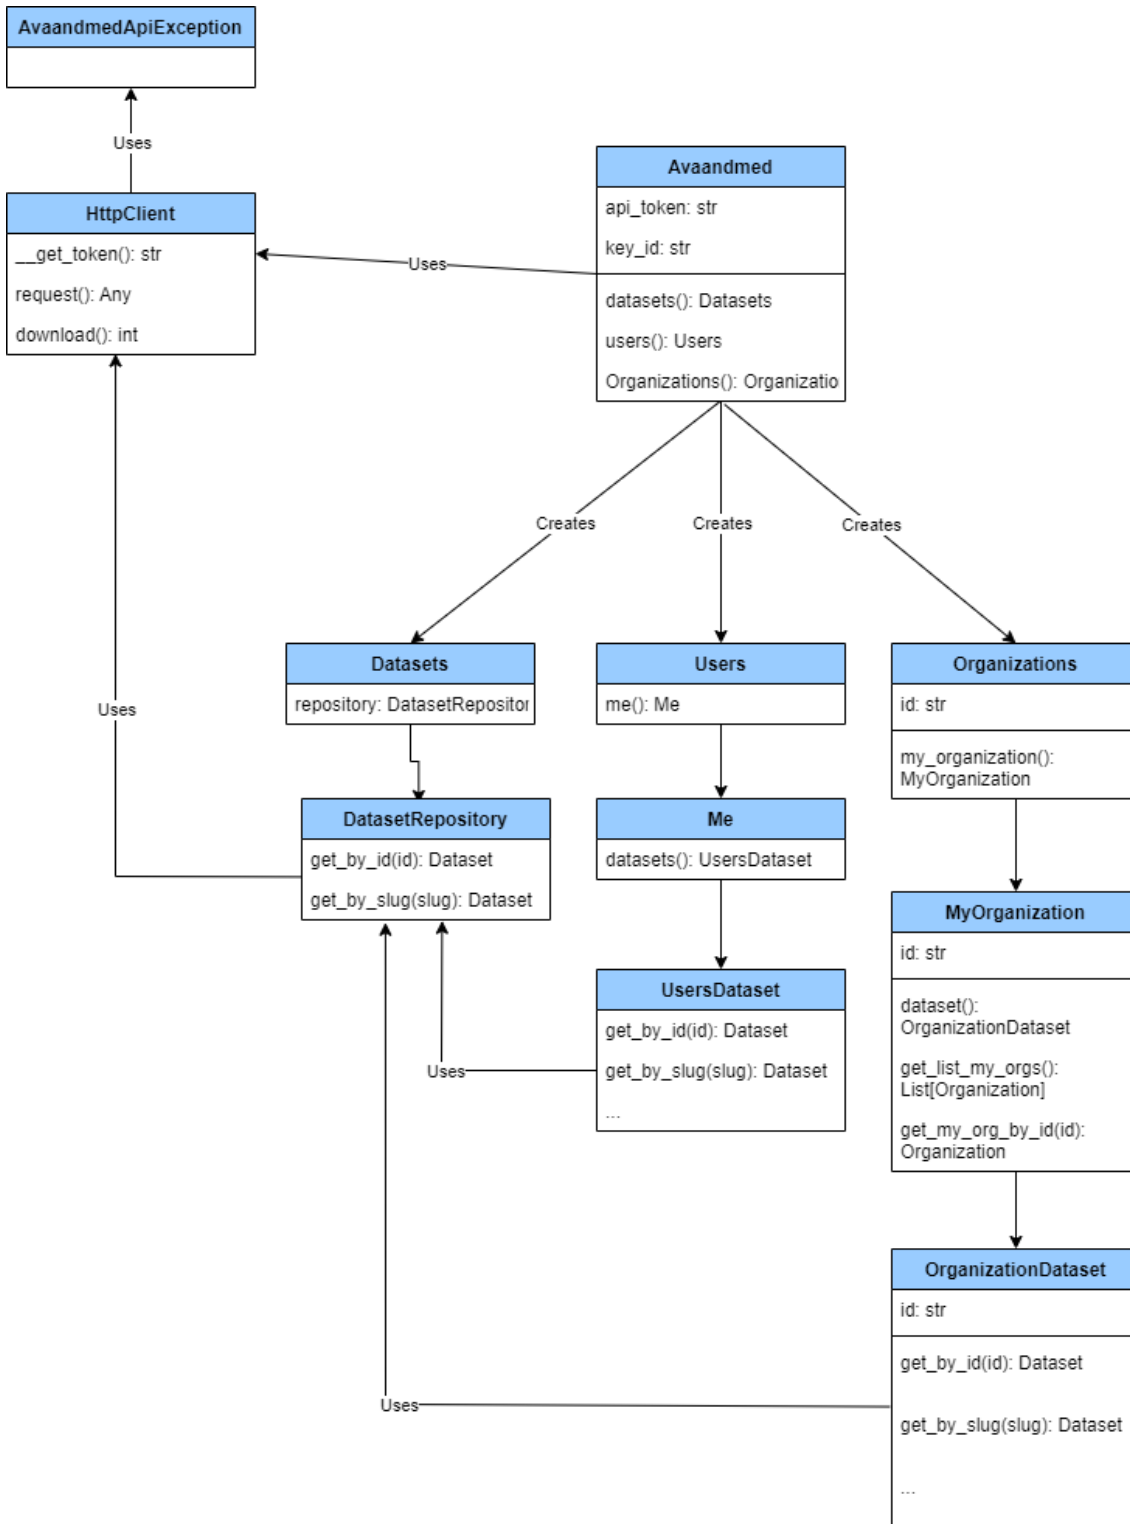 AvaandmedApiException
Uses
HttpClient
__get_token(): str
request(): Any
download(): int
Uses
Avaandmed
api_token: str
key_id: str
datasets(): Datasets
users(): Users
Organizations(): Organizatio
Creates
Creates
Creates
Uses
Datasets
repository: DatasetRepositor
Users
me(): Me
Organizations
id: str
my_organization():
MyOrganization
DatasetRepository
get_by_id(id): Dataset
get_by_slug(slug): Dataset
Me
datasets(): UsersDataset
MyOrganization
id: str
dataset():
OrganizationDataset
get_list_my_orgs():
List[Organization]
get_my_org_by_id(id):
Organization
UsersDataset
get_by_id(id): Dataset
get_by_slug(slug): Dataset
...
Uses
OrganizationDataset
id: str
get_by_id(id): Dataset
get_by_slug(slug): Dataset
...
Uses